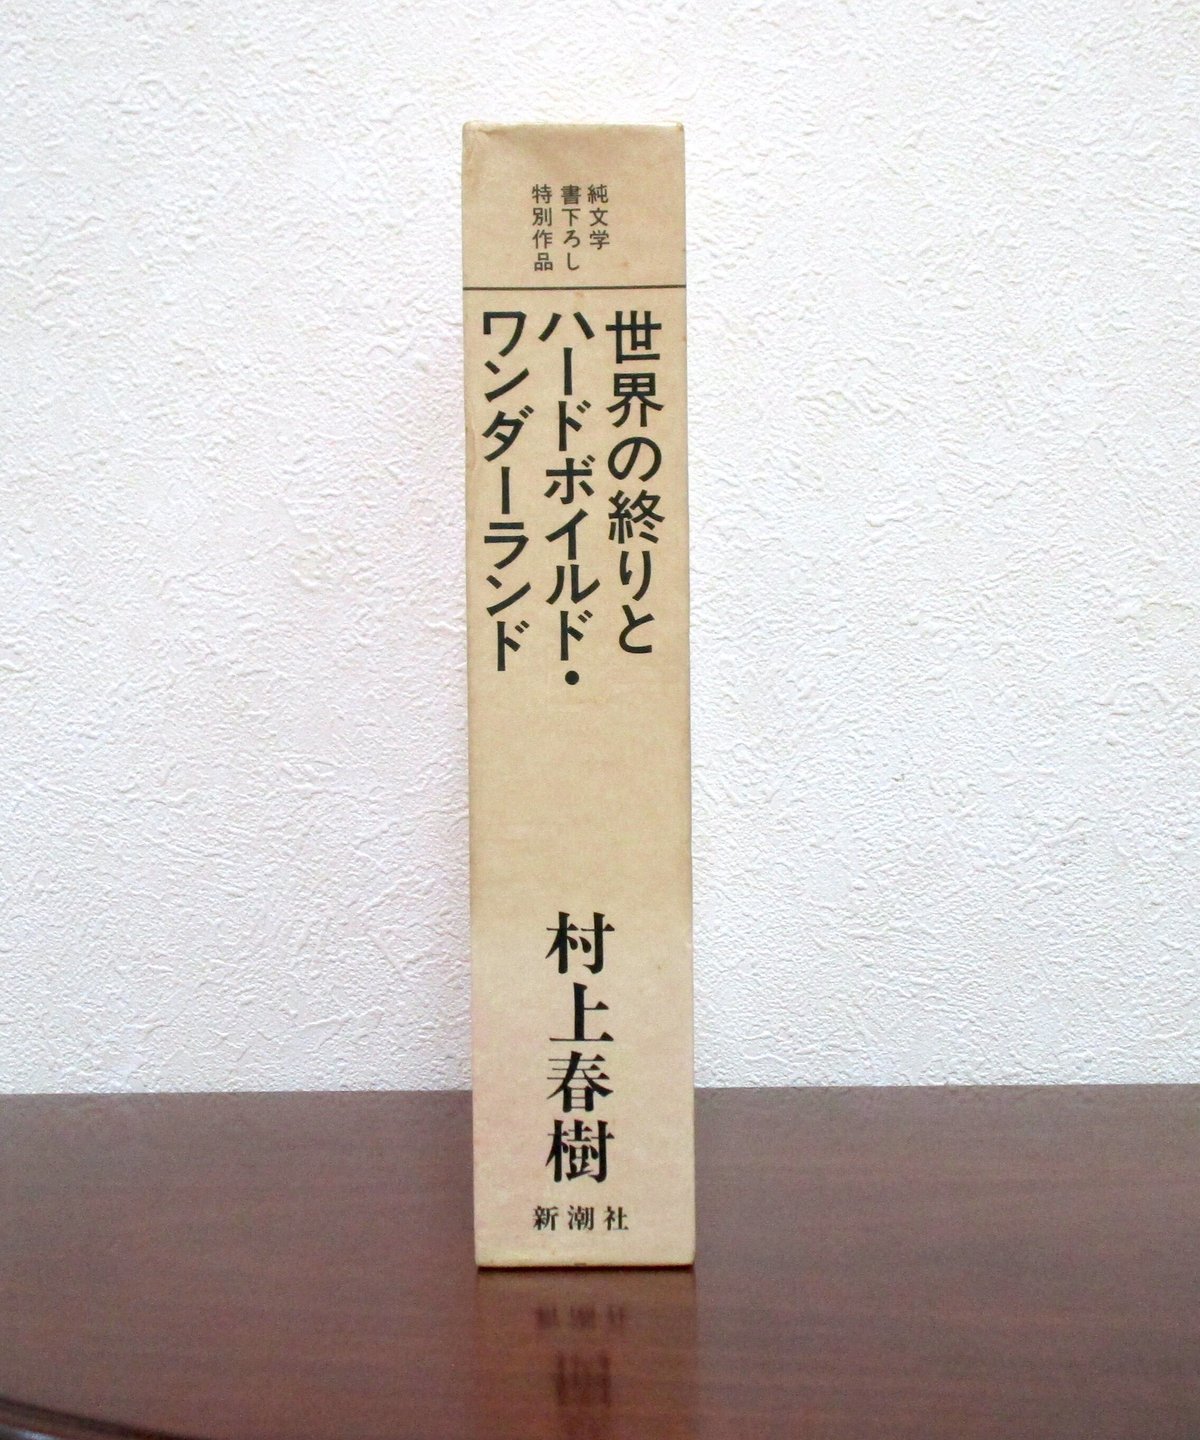 純文学
書下ろし
特別作品
世界の終りと
ハードボイルド・
ワンダーランド
村上春樹
新潮社